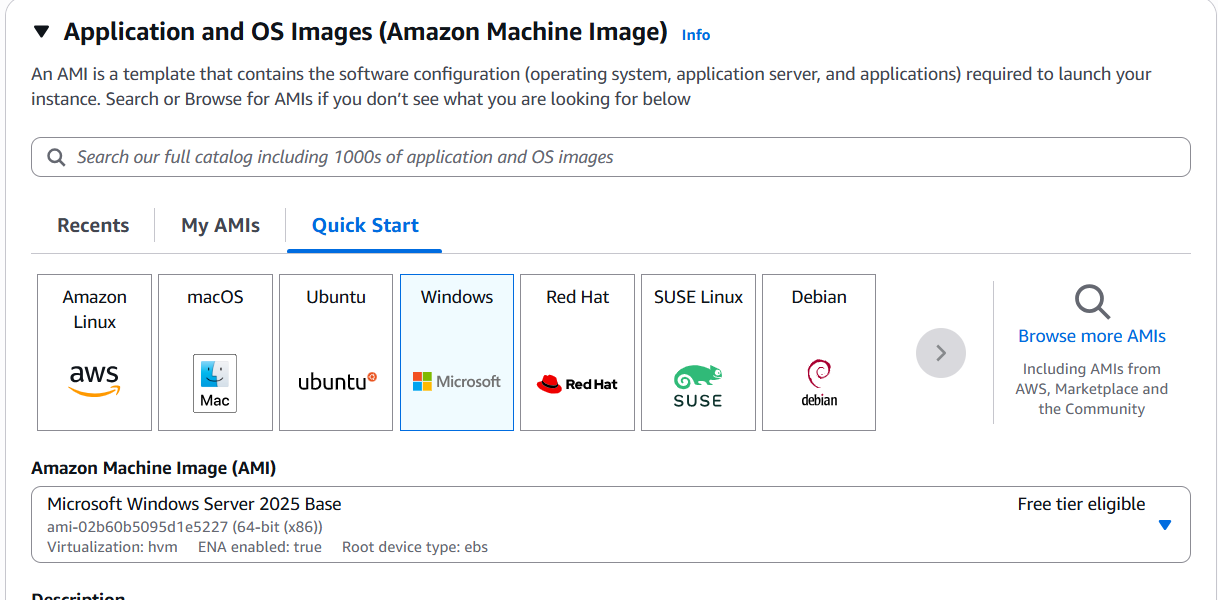 Application and OS Images (Amazon Machine Image) Info
An AMI is a template that contains the software configuration (operating system, application server, and applications) required to launch your
instance. Search or Browse for AMIs if you don’t see what you are looking for below
Search our full catalog including 1000s of application and OS images
Recents
My AMIs
Quick Start
Amazon
Linux
aws
macOS
Mac
Ubuntu
ubuntu
Windows
Microsoft
Red Hat
Red Hat
SUSE Linux
SUSE
Debian
debian
Browse more AMIs
Including AMIs from
AWS, Marketplace and
the Community
Amazon Machine Image (AMI)
Microsoft Windows Server 2025 Base
Free tier eligible
ami-02b60b5095d1e5227 (64-bit (x86))
Virtualization: hvm ENA enabled: true Root device type: ebs
Description